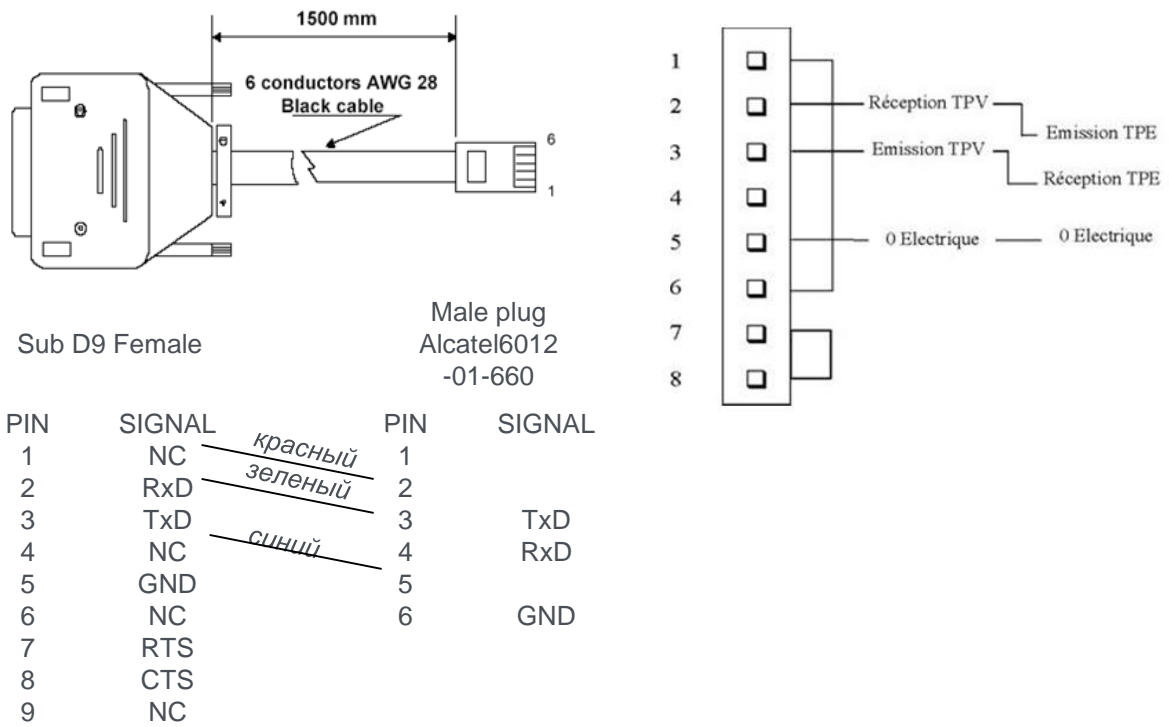 1500 mm
6 conductors AWG 28
Black cable
6
1
Sub D9 Female
Male plug
Alcatel6012
-01-660
PIN SIGNAL PIN SIGNAL
1 NC красный 1
2 RxD зеленый 2
3 TxD 3 TxD
4 NC синий 4 RxD
5 GND 5
6 NC 6 GND
7 RTS
8 CTS
9 NC
1
2 Réception TPV Emission TPE
3 Emission TPV Réception TPE
4
5 0 Electrique 0 Electrique
6
7
8